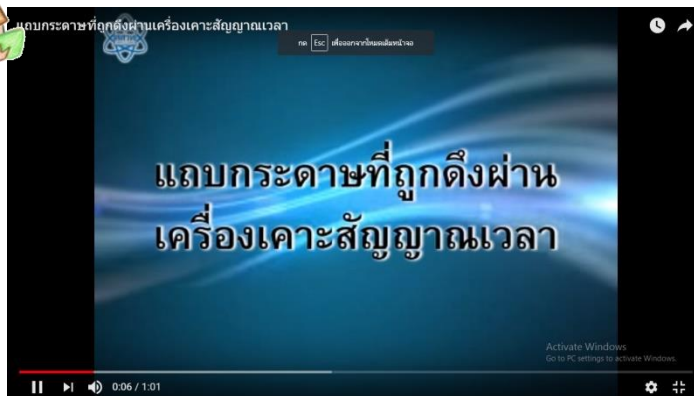 แถบกระดาษที่ถูกดึงผ่านเครื่องเคาะสัญญาณเวลา
กด Esc เพื่อออกจากโหมดเต็มหน้าจอ
แถบกระดาษที่ถูกดึงผ่าน
เครื่องเคาะสัญญาณเวลา
Activate Windows
Go to PC settings to activate Windows.
0:06 / 1:01